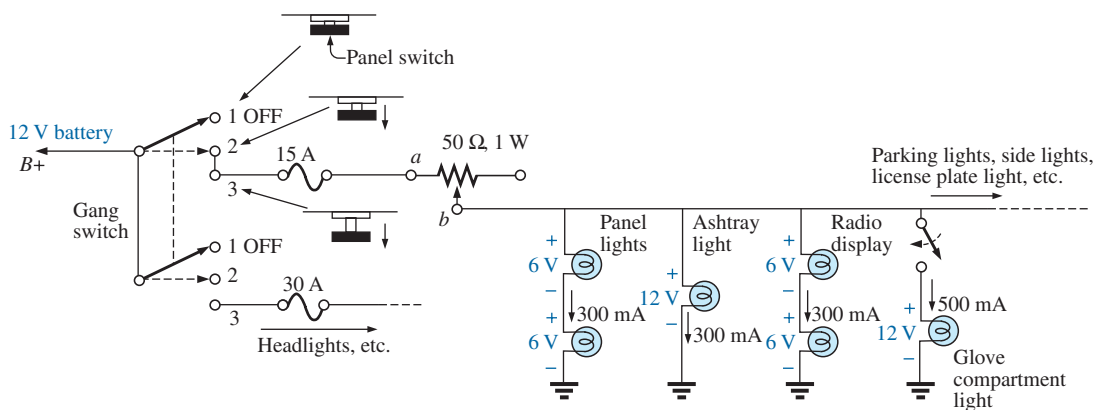 Panel switch
1 OFF
12 V battery
B+
2
15 A
a
50 Ω, 1 W
3
b
Parking lights, side lights,
license plate light, etc.
Gang
switch
1 OFF
2
30 A
3
Headlights, etc.
Panel
lights
+
6 V
–
300 mA
+
6 V
–
Ashtray
light
+
12 V
–
300 mA
Radio
display
+
6 V
–
300 mA
+
6 V
–
500 mA
+
12 V
–
Glove
compartment
light